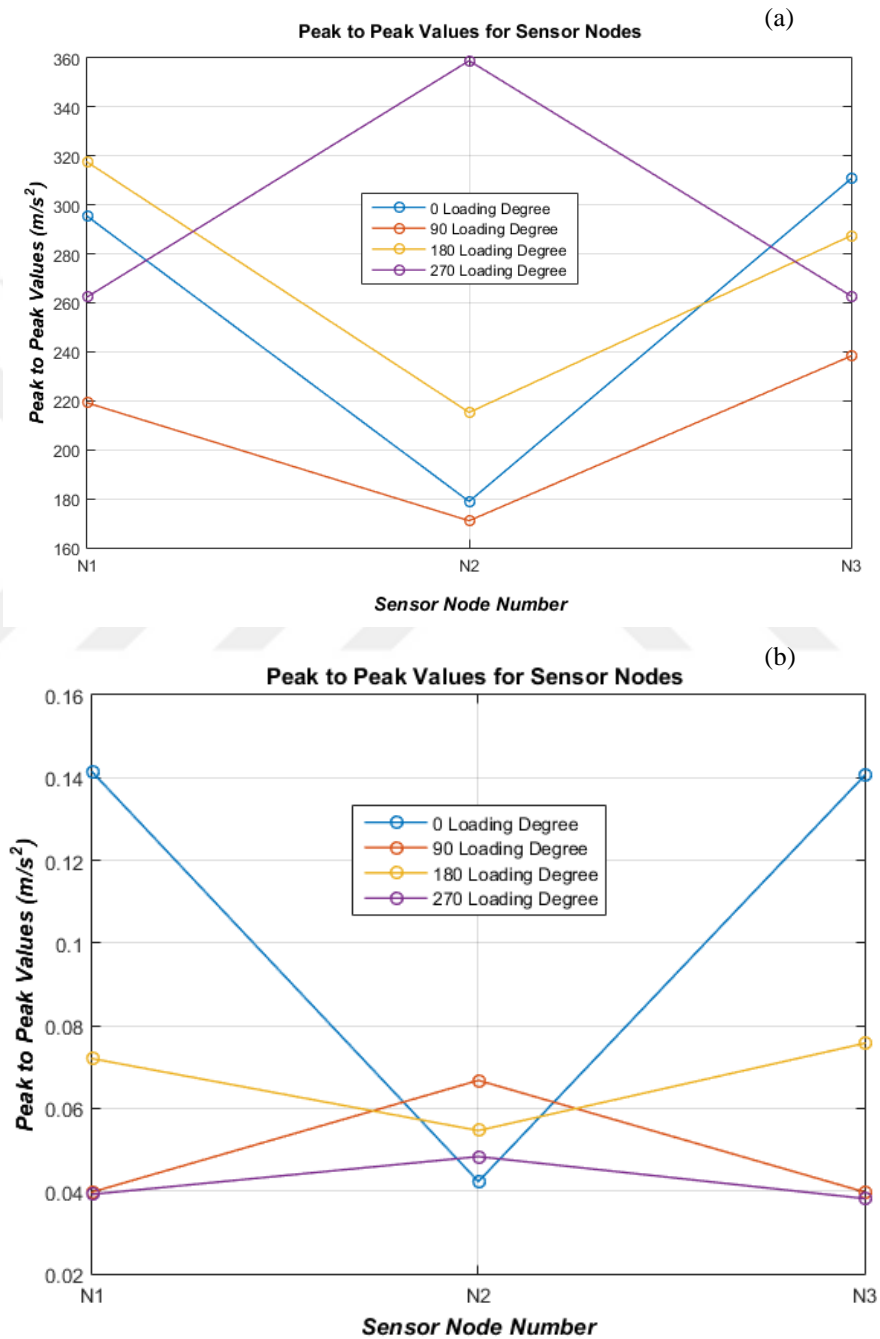 (a)
Peak to Peak Values for Sensor Nodes
360
340
320
300
280
260
240
220
200
180
160
Peak to Peak Values (m/s²)
0 Loading Degree
90 Loading Degree
180 Loading Degree
270 Loading Degree
N1 N2 N3
Sensor Node Number
(b)
Peak to Peak Values for Sensor Nodes
0.16
0.14
0.12
0.1
0.08
0.06
0.04
0.02
Peak to Peak Values (m/s²)
0 Loading Degree
90 Loading Degree
180 Loading Degree
270 Loading Degree
N1 N2 N3
Sensor Node Number